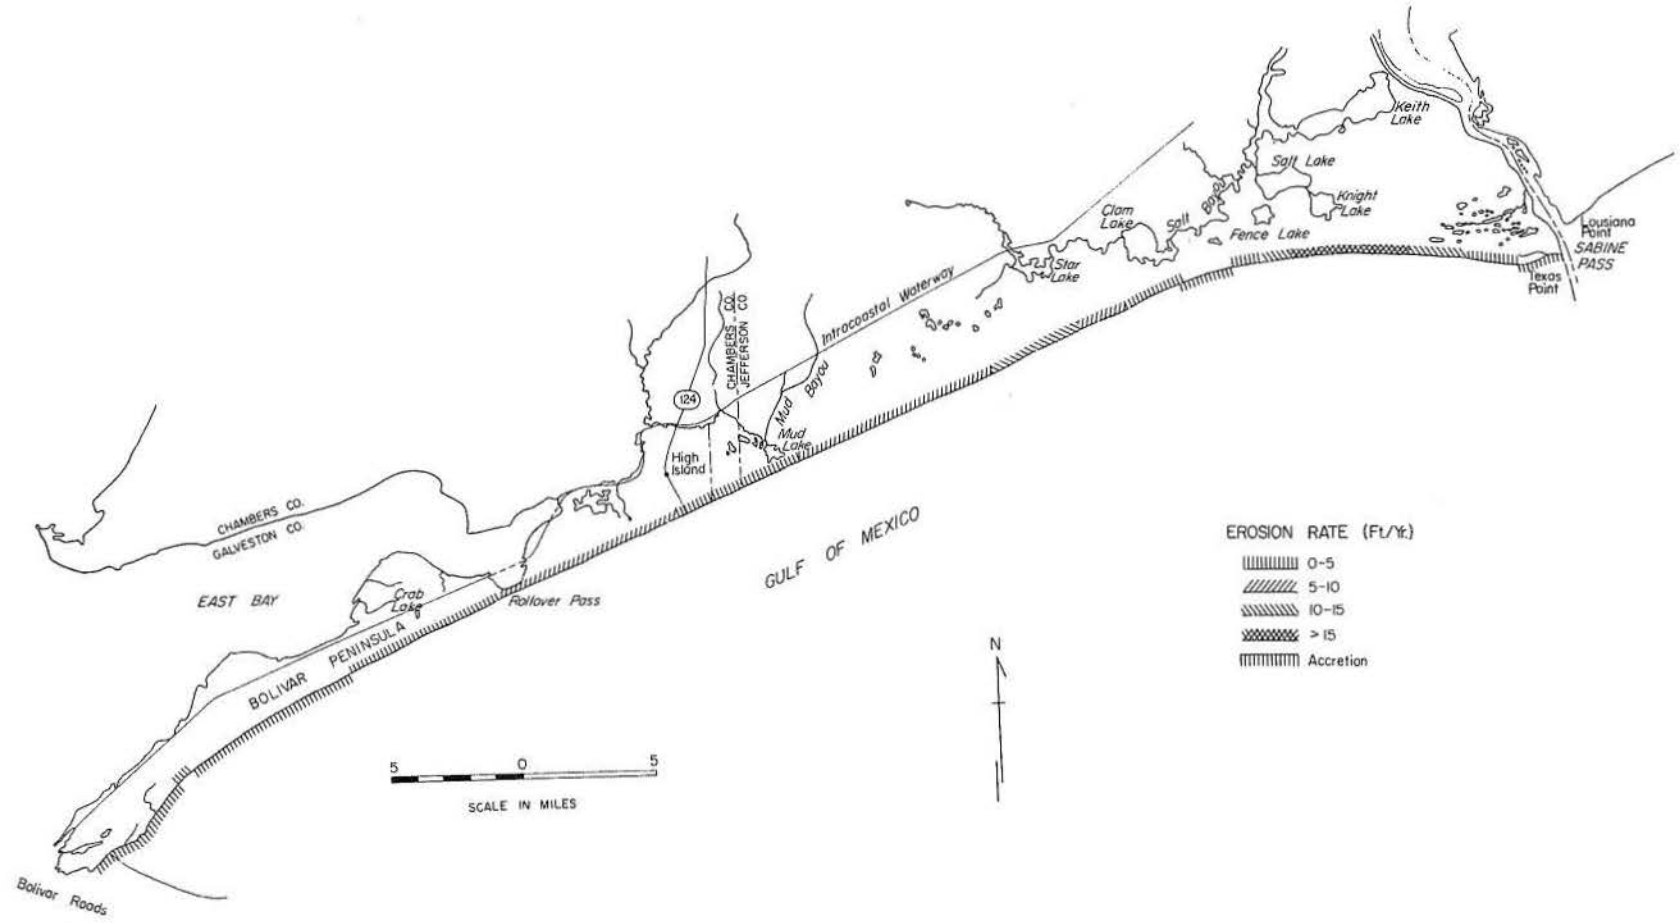 Keith
Lake
Salt Lake
Knight
Lake
Clam
Lake
Salt Bayou
Fence Lake
Lousiana
Point
SABINE
PASS
Texas
Point
Star
Lake
Intracoastal Waterway
CHAMBERS CO.
JEFFERSON CO
124
Mud Bayou
Mud
Lake
High
Island
CHAMBERS CO.
GALVESTON CO.
GULF OF MEXICO
EAST BAY
Crab
Lake
Rollover Pass
BOLIVAR PENINSULA
Bolivar Roads
EROSION RATE (Ft./Yr.)
0-5
5-10
10-15
>15
Accretion
N
5 0 5
SCALE IN MILES